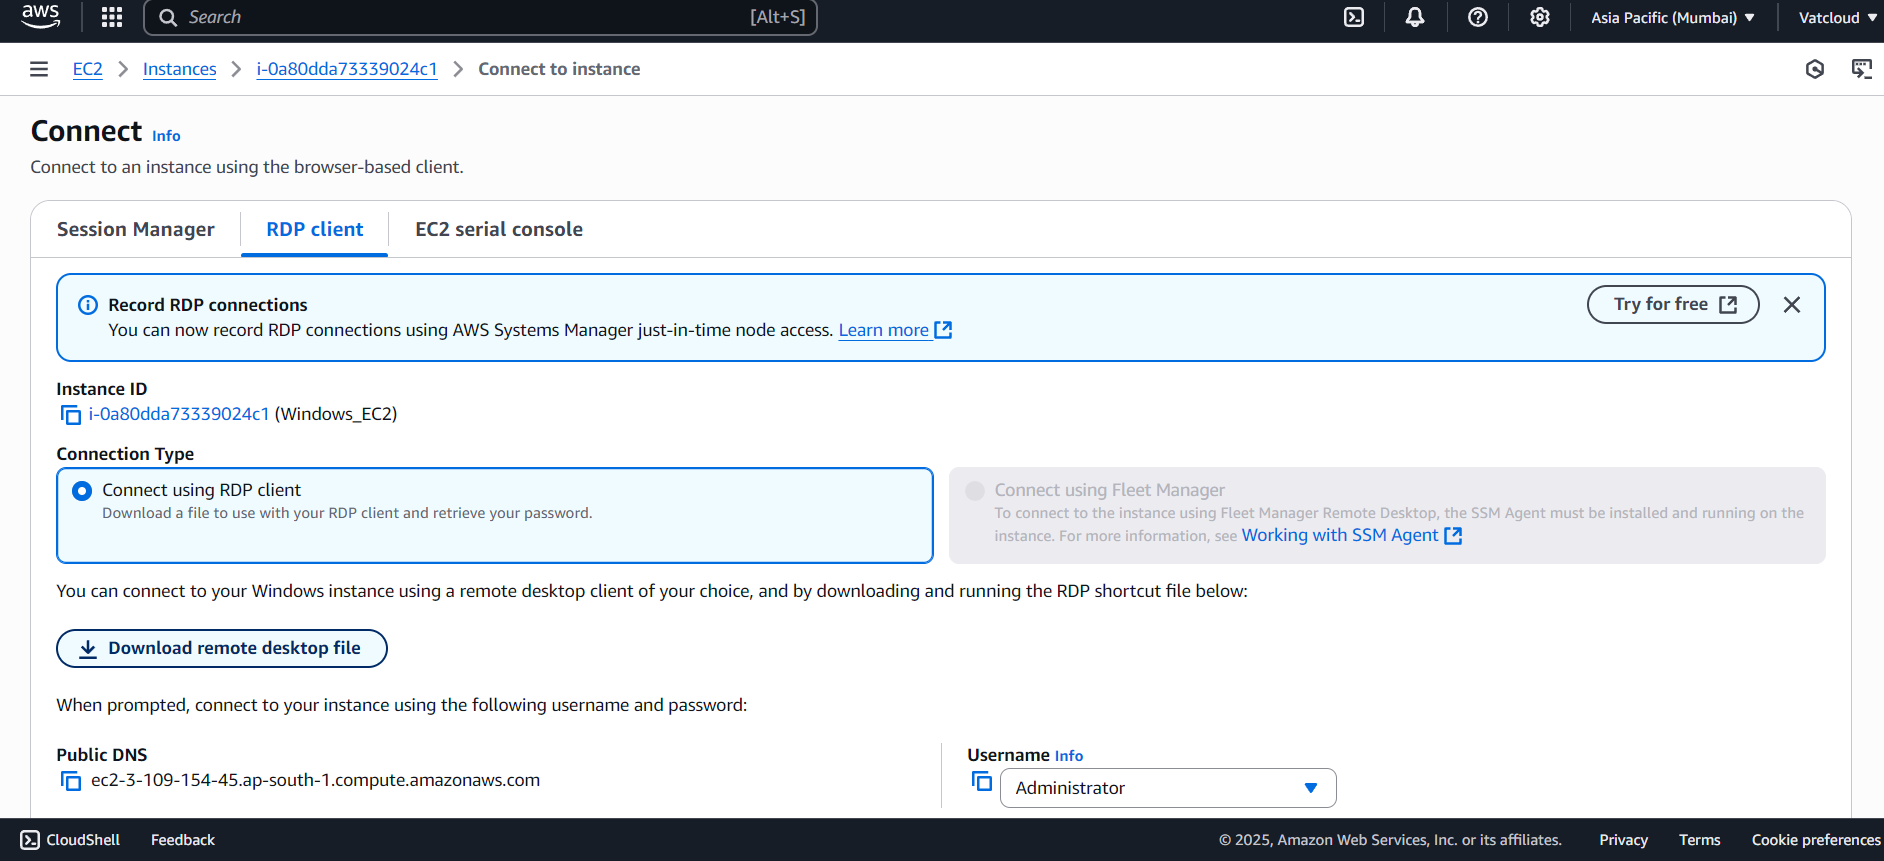 aws
Search [Alt+S]
Asia Pacific (Mumbai)
Vatcloud
EC2 Instances i-0a80dda73339024c1 Connect to instance
Connect Info
Connect to an instance using the browser-based client.
Session Manager
RDP client
EC2 serial console
Record RDP connections
You can now record RDP connections using AWS Systems Manager just-in-time node access. Learn more
Try for free
Instance ID
i-0a80dda73339024c1 (Windows_EC2)
Connection Type
Connect using RDP client
Download a file to use with your RDP client and retrieve your password.
Connect using Fleet Manager
To connect to the instance using Fleet Manager Remote Desktop, the SSM Agent must be installed and running on the
instance. For more information, see Working with SSM Agent
You can connect to your Windows instance using a remote desktop client of your choice, and by downloading and running the RDP shortcut file below:
Download remote desktop file
When prompted, connect to your instance using the following username and password:
Public DNS
ec2-3-109-154-45.ap-south-1.compute.amazonaws.com
Username Info
Administrator
CloudShell
Feedback
© 2025, Amazon Web Services, Inc. or its affiliates.
Privacy
Terms
Cookie preferences